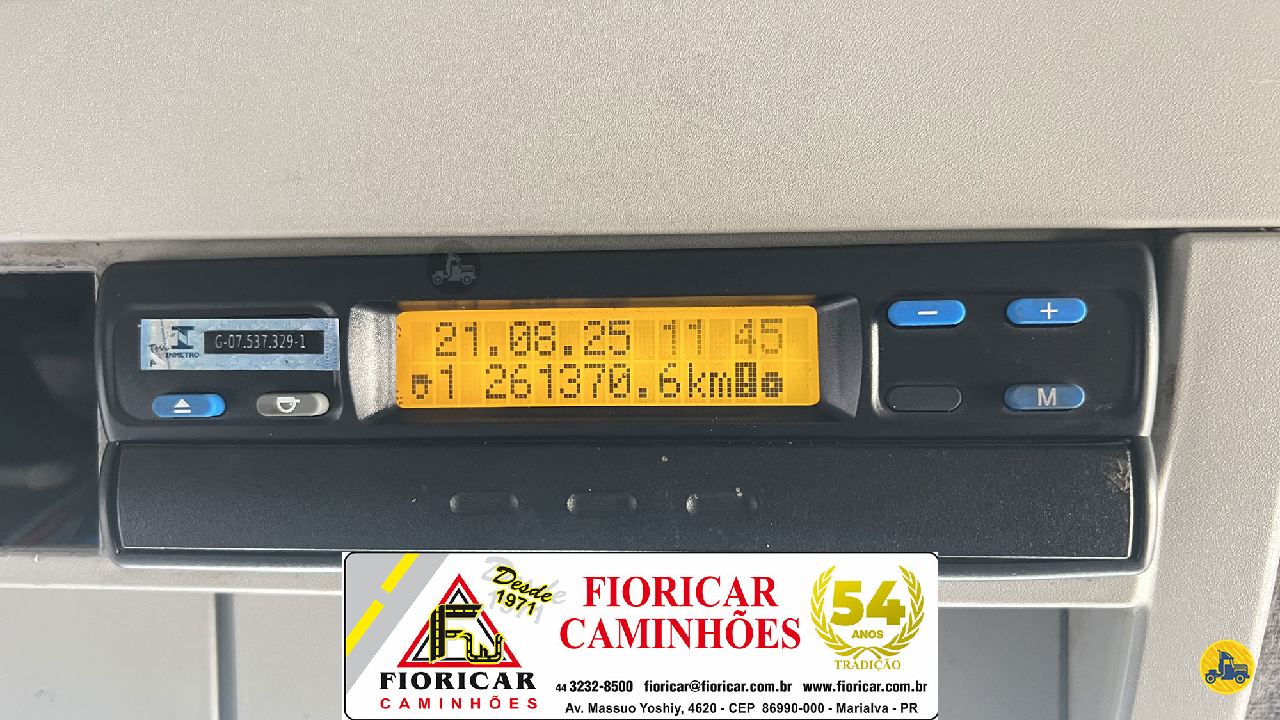 INMETRO
G-07.537.329-1
21.08.25 11 45
1 261370.6km
−
+
M
Desde
1971
FIORICAR
CAMINHÕES
FIORICAR
CAMINHÕES
54
ANOS
TRADIÇÃO
44 3232-8500 fioricar@fioricar.com.br www.fioricar.com.br
Av. Massuo Yoshiy, 4620 - CEP 86990-000 - Marialva - PR